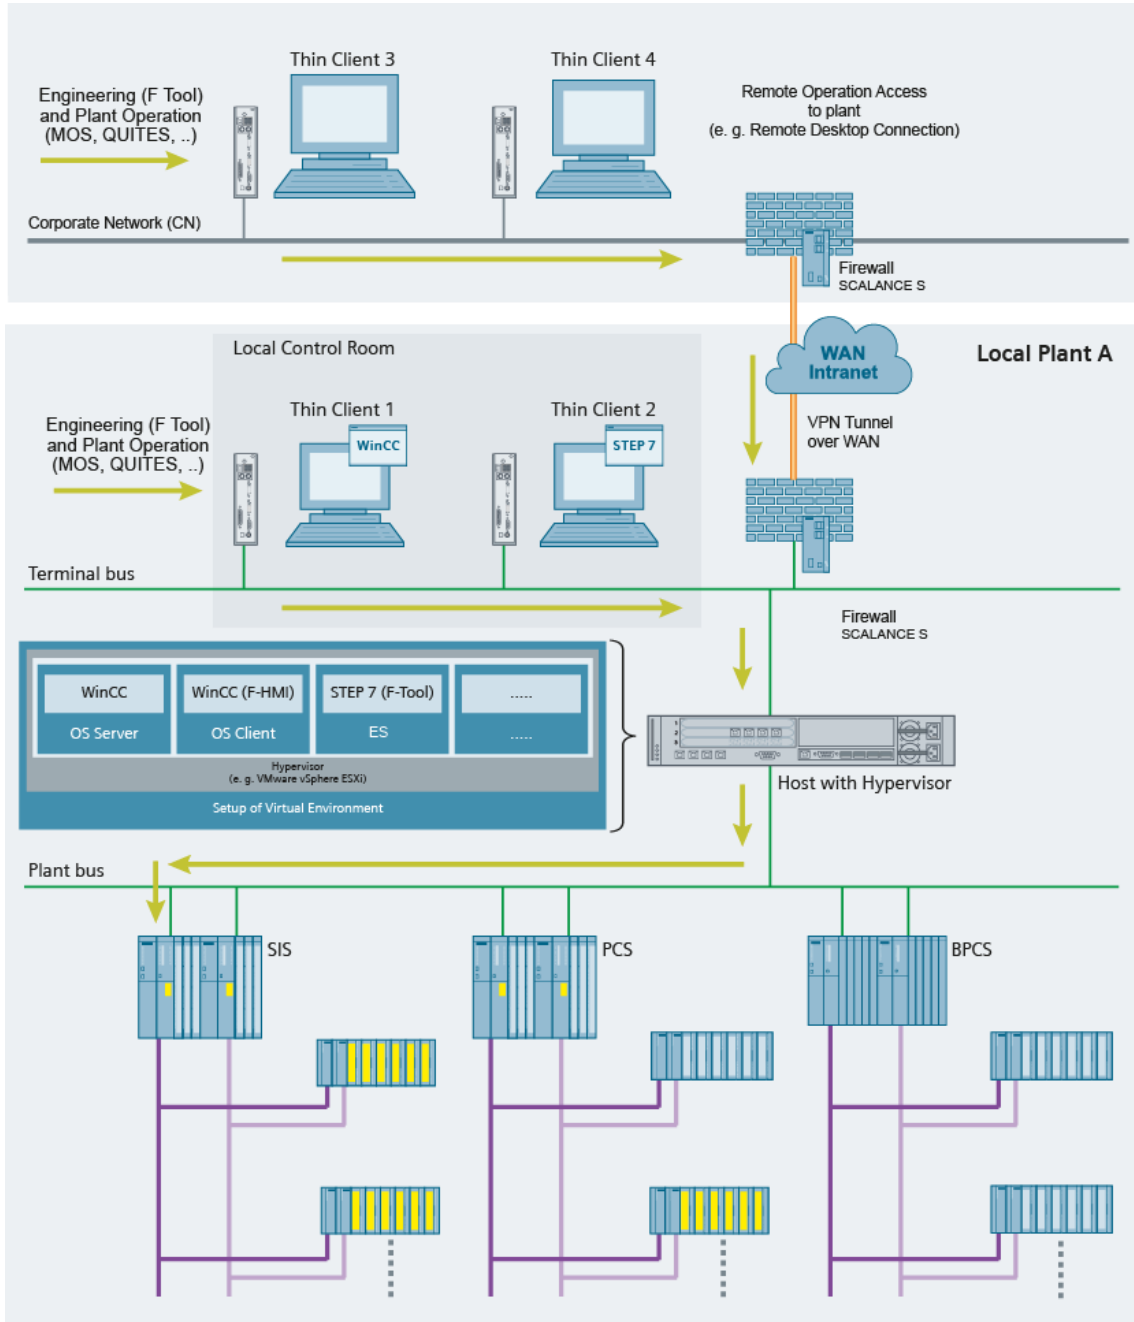 Thin Client 3
Thin Client 4
Engineering (F Tool)
and Plant Operation
(MOS, QUITES, ..)
Remote Operation Access
to plant
(e. g. Remote Desktop Connection)
Corporate Network (CN)
Firewall
SCALANCE S
Local Control Room
WAN
Intranet
Local Plant A
Thin Client 1
Thin Client 2
Engineering (F Tool)
and Plant Operation
(MOS, QUITES, ..)
VPN Tunnel
over WAN
WinCC
STEP 7
Terminal bus
Firewall
SCALANCE S
WinCC
WinCC (F-HMI)
STEP 7 (F-Tool)
.....
OS Server
OS Client
ES
.....
Hypervisor
(e. g. VMware vSphere ESXi)
Setup of Virtual Environment
Host with Hypervisor
Plant bus
SIS
PCS
BPCS